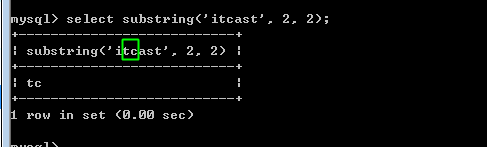 mysql> select substring('itcast', 2, 2);
+---------------------------+
| substring('itcast', 2, 2) |
+---------------------------+
| tc                        |
+---------------------------+
1 row in set (0.00 sec)
mysql>